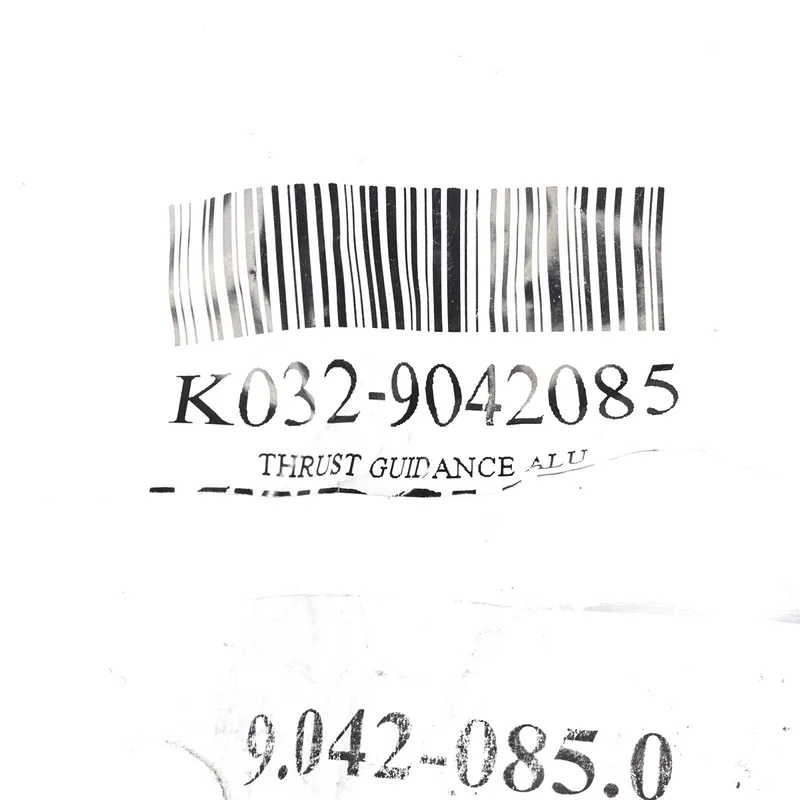 K032-9042085
THRUST GUIDANCE ALU
9.042-085.0